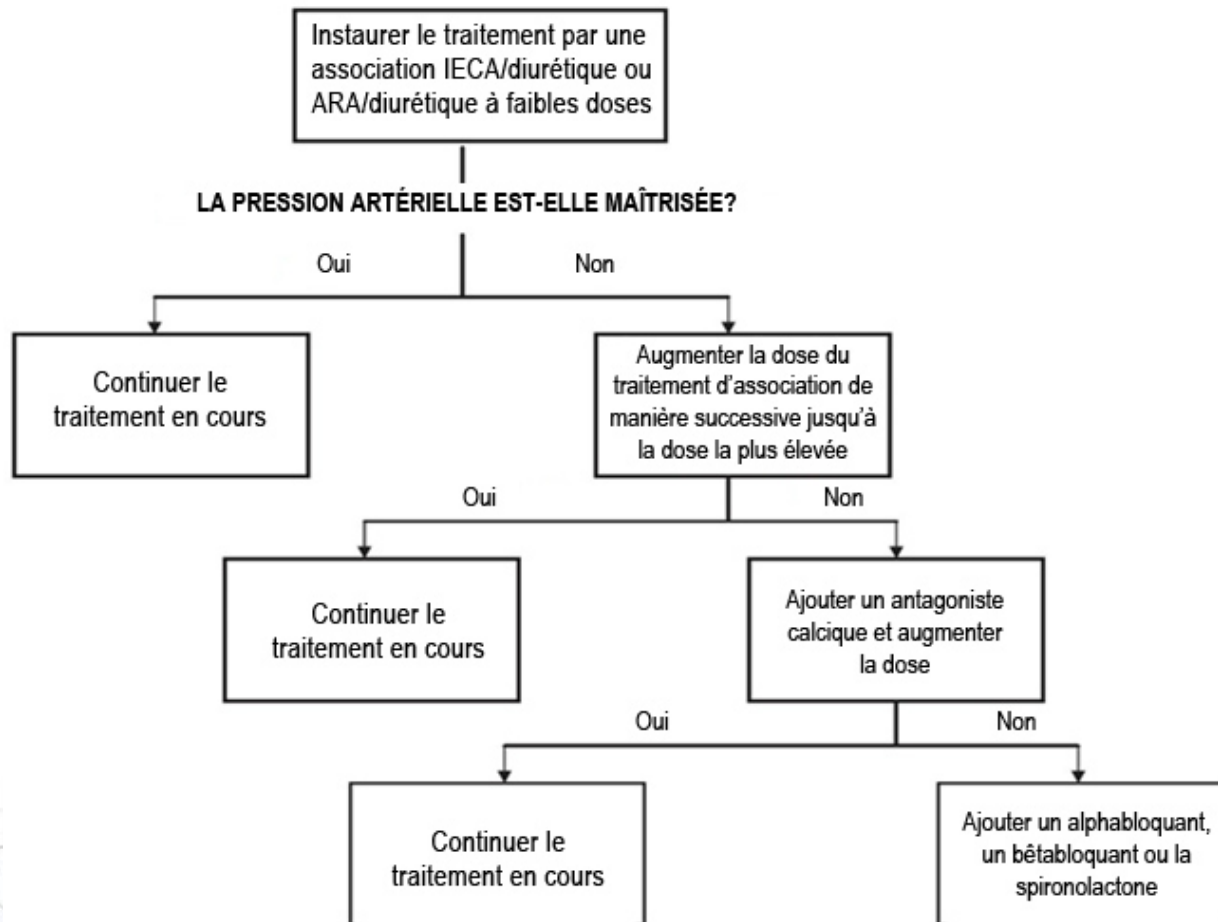 Instaurer le traitement par une
association IECA/diurétique ou
ARA/diurétique à faibles doses
LA PRESSION ARTÉRIELLE EST-ELLE MAÎTRISÉE?
Oui
Non
Continuer le
traitement en cours
Augmenter la dose du
traitement d'association de
manière successive jusqu'à
la dose la plus élevée
Oui
Non
Continuer le
traitement en cours
Ajouter un antagoniste
calcique et augmenter
la dose
Oui
Non
Continuer le
traitement en cours
Ajouter un alphabloquant,
un bêtabloquant ou la
spironolactone